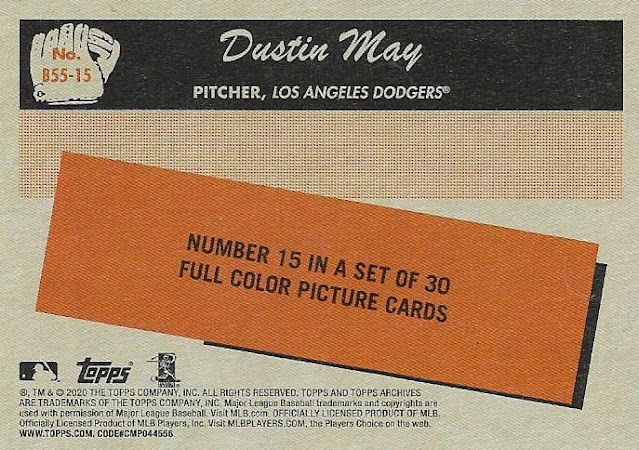 No.
B55-15
Dustin May
PITCHER, LOS ANGELES DODGERS®
NUMBER 15 IN A SET OF 30
FULL COLOR PICTURE CARDS
topps
®, TM & © 2020 THE TOPPS COMPANY, INC. ALL RIGHTS RESERVED. TOPPS AND TOPPS ARCHIVES
ARE TRADEMARKS OF THE TOPPS COMPANY, INC. Major League Baseball trademarks and copyrights are
used with permission of Major League Baseball. Visit MLB.com. OFFICIALLY LICENSED PRODUCT OF MLB.
Officially Licensed Product of MLB Players, Inc. Visit MLBPLAYERS.COM, the Players Choice on the web.
WWW.TOPPS.COM. CODE#CMP044556